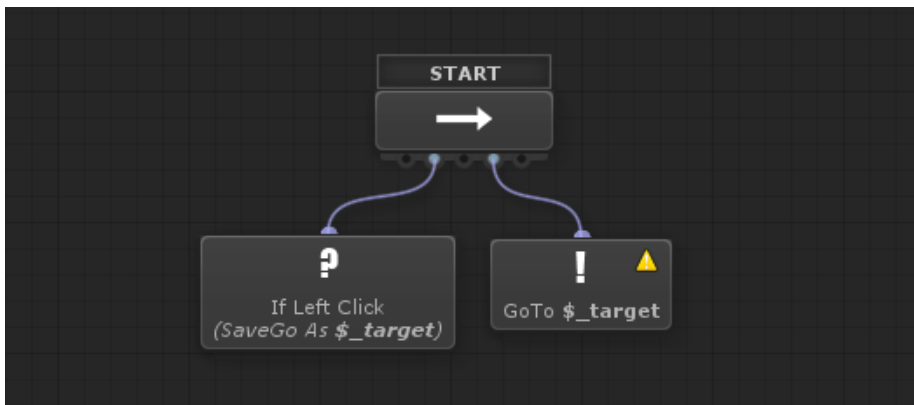 START
If Left Click
(SaveGo As $_target)
GoTo $_target